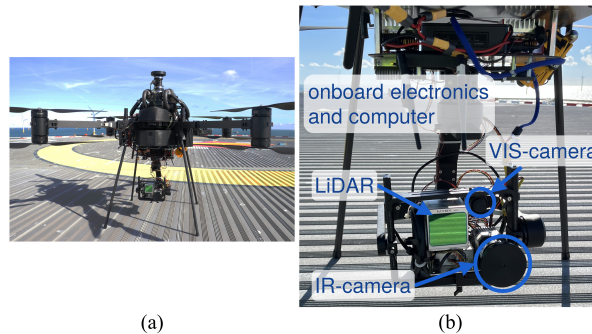 onboard electronics
and computer
VIS-camera
LiDAR
IR-camera
(a)
(b)